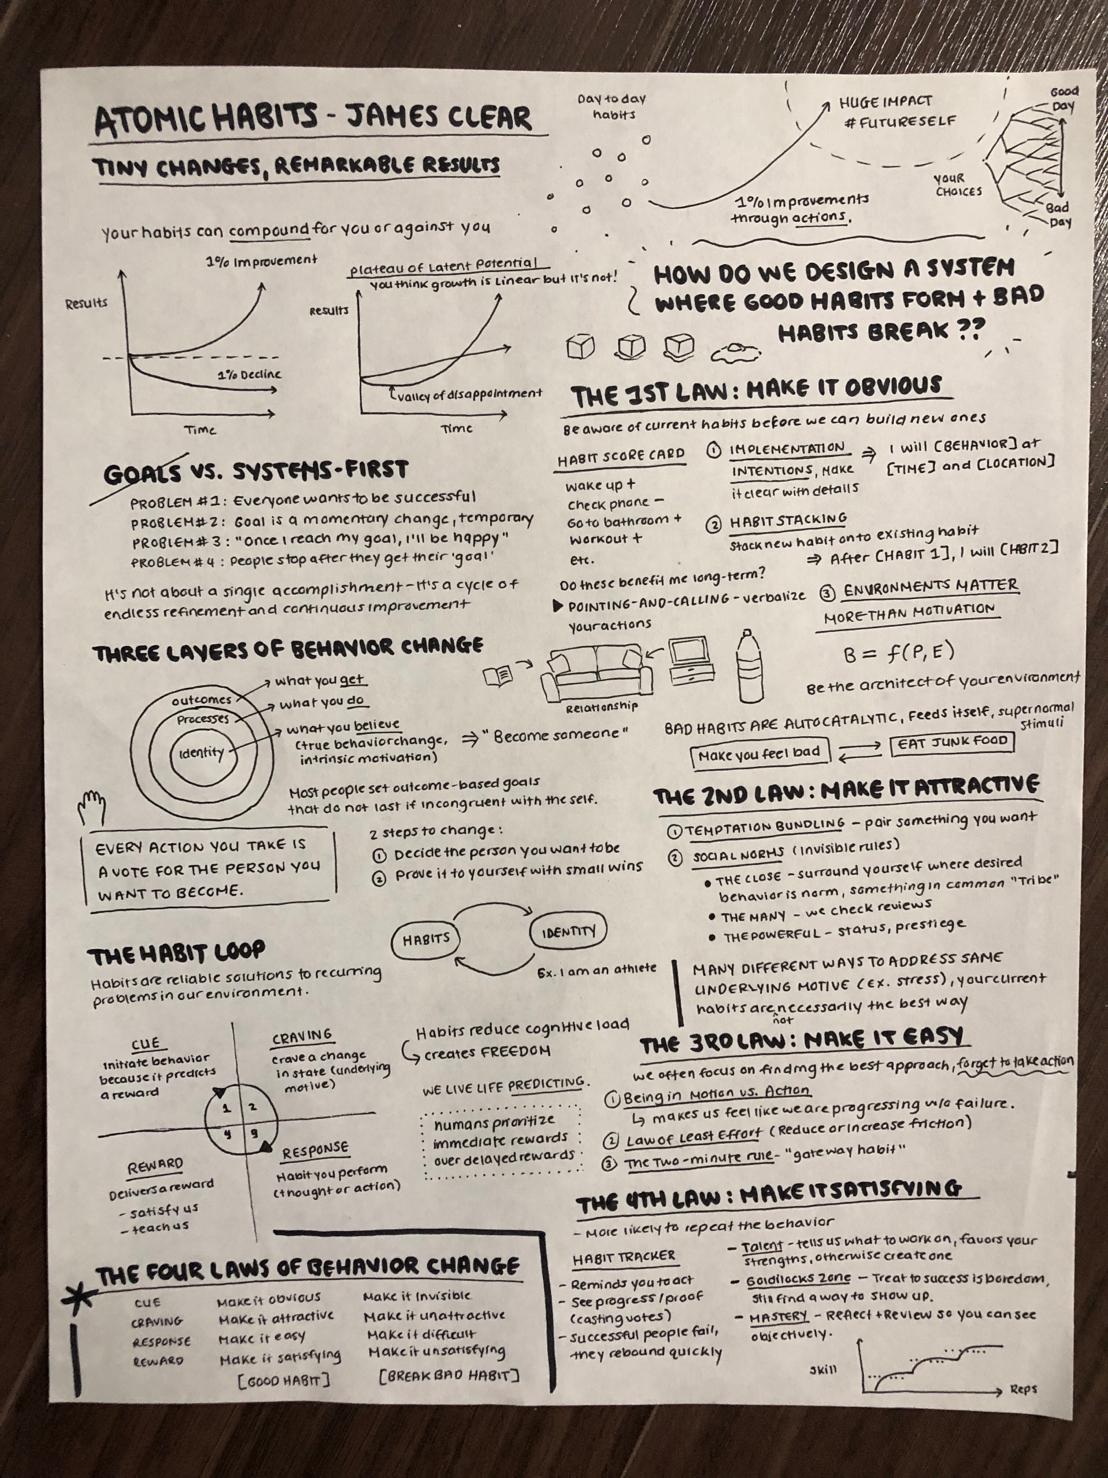 ATOMIC HABITS - JAMES CLEAR
TINY CHANGES, REMARKABLE RESULTS
Day to day
habits
HUGE IMPACT
#FUTURESELF
1% Improvements
through actions.
YOUR
CHOICES
Good
Day
Bad
Day
your habits can compound for you or against you
1% Improvement
Results
1% Decline
Time
plateau of Latent Potential
you think growth is Linear but it's not!
Results
valley of disappointment
Time
HOW DO WE DESIGN A SYSTEM
WHERE GOOD HABITS FORM + BAD
HABITS BREAK ??
GOALS VS. SYSTEMS-FIRST
PROBLEM #1: Everyone wants to be successful
PROBLEM #2: Goal is a momentary change, temporary
PROBLEM #3: "Once I reach my goal, I'll be happy"
PROBLEM #4: People stop after they get their 'goal'
It's not about a single accomplishment - It's a cycle of
endless refinement and continuous improvement
THREE LAYERS OF BEHAVIOR CHANGE
outcomes
Processes
Identity
what you get
what you do
what you believe
(true behavior change,
intrinsic motivation)
⇒ "Become someone"
Most people set outcome-based goals
that do not last if incongruent with the self.
EVERY ACTION YOU TAKE IS
A VOTE FOR THE PERSON YOU
WANT TO BECOME.
2 steps to change:
① Decide the person you want to be
② Prove it to yourself with small wins
HABITS
IDENTITY
Ex. I am an athlete
THE HABIT LOOP
Habits are reliable solutions to recurring
problems in our environment.
CUE
Initiate behavior
because it predicts
a reward
CRAVING
crave a change
in state (underlying
motive)
1 2
4 3
REWARD
Delivers a reward
- satisfy us
- teach us
RESPONSE
Habit you perform
(thought or action)
Habits reduce cognitive load
creates FREEDOM
WE LIVE LIFE PREDICTING.
humans prioritize
immediate rewards
over delayed rewards
THE FOUR LAWS OF BEHAVIOR CHANGE
CUE Make it obvious Make it Invisible
CRAVING Make it attractive Make it unattractive
RESPONSE Make it easy Make it difficult
REWARD Make it satisfying Make it unsatisfying
[GOOD HABIT] [BREAK BAD HABIT]
THE 1ST LAW: MAKE IT OBVIOUS
Be aware of current habits before we can build new ones
HABIT SCORE CARD
wake up +
Check phone -
Go to bathroom +
Workout +
etc.
Do these benefit me long-term?
▶ POINTING-AND-CALLING - verbalize
your actions
① IMPLEMENTATION
INTENTIONS, Make
it clear with details
⇒ I will [BEHAVIOR] at
[TIME] and [LOCATION]
② HABIT STACKING
Stack new habit onto existing habit
⇒ After [HABIT 1], I will [HABIT 2]
③ ENVIRONMENTS MATTER
MORE THAN MOTIVATION
B = f(P, E)
Be the architect of your environment
Relationship
BAD HABITS ARE AUTOCATALYTIC, Feeds itself, supernormal
stimuli
Make you feel bad
EAT JUNK FOOD
THE 2ND LAW: MAKE IT ATTRACTIVE
① TEMPTATION BUNDLING - pair something you want
② SOCIAL NORMS (Invisible rules)
• THE CLOSE - surround yourself where desired
behavior is norm, something in common "Tribe"
• THE MANY - we check reviews
• THE POWERFUL - status, prestiege
MANY DIFFERENT WAYS TO ADDRESS SAME
UNDERLYING MOTIVE (EX. stress), your current
habits are not necessarily the best way
THE 3RD LAW: MAKE IT EASY
we often focus on finding the best approach, forget to take action
① Being in Motion vs. Action
makes us feel like we are progressing w/o failure.
② Law of Least Effort (Reduce or Increase friction)
③ The Two-minute rule - "gateway habit"
THE 4TH LAW: MAKE IT SATISFYING
- More likely to repeat the behavior
HABIT TRACKER
- Reminds you to act
- See progress/proof
(casting votes)
- Successful people fail,
they rebound quickly
- Talent - tells us what to work on, favors your
strengths, otherwise create one
- Goldilocks Zone - Treat to success is boredom,
still find a way to show up.
- MASTERY - Reflect + Review so you can see
objectively.
Skill
Reps